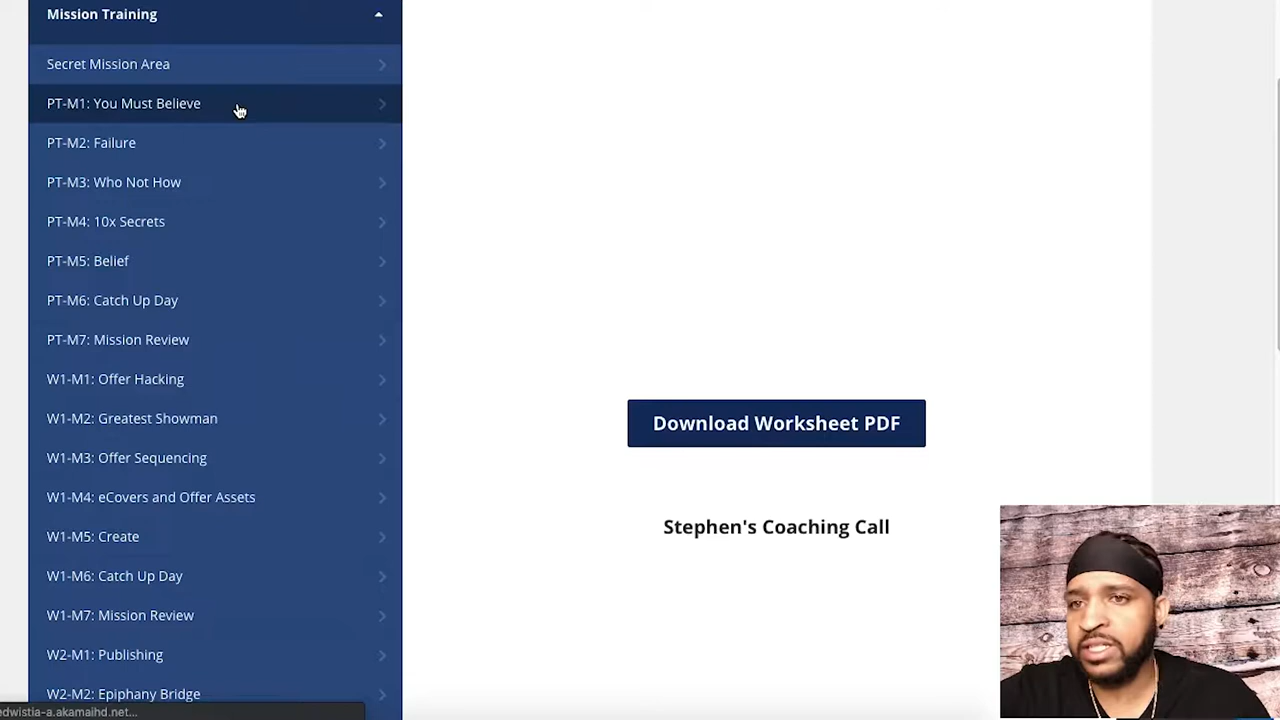 Mission Training
Secret Mission Area
PT-M1: You Must Believe
PT-M2: Failure
PT-M3: Who Not How
PT-M4: 10x Secrets
PT-M5: Belief
PT-M6: Catch Up Day
PT-M7: Mission Review
W1-M1: Offer Hacking
W1-M2: Greatest Showman
W1-M3: Offer Sequencing
W1-M4: eCovers and Offer Assets
W1-M5: Create
W1-M6: Catch Up Day
W1-M7: Mission Review
W2-M1: Publishing
W2-M2: Epiphany Bridge
edwistia-a.akamaihd.net...
Download Worksheet PDF
Stephen's Coaching Call